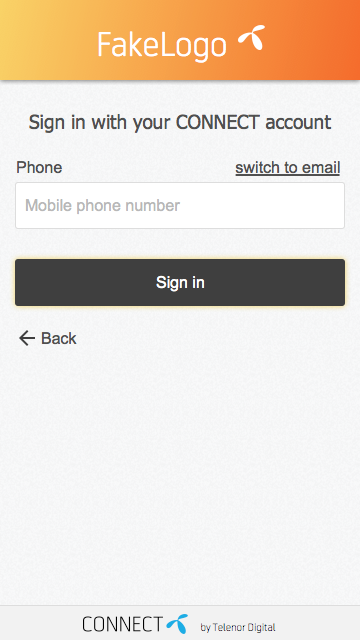 FakeLogo
Sign in with your CONNECT account
Phone switch to email
Mobile phone number
Sign in
Back
CONNECT by Telenor Digital